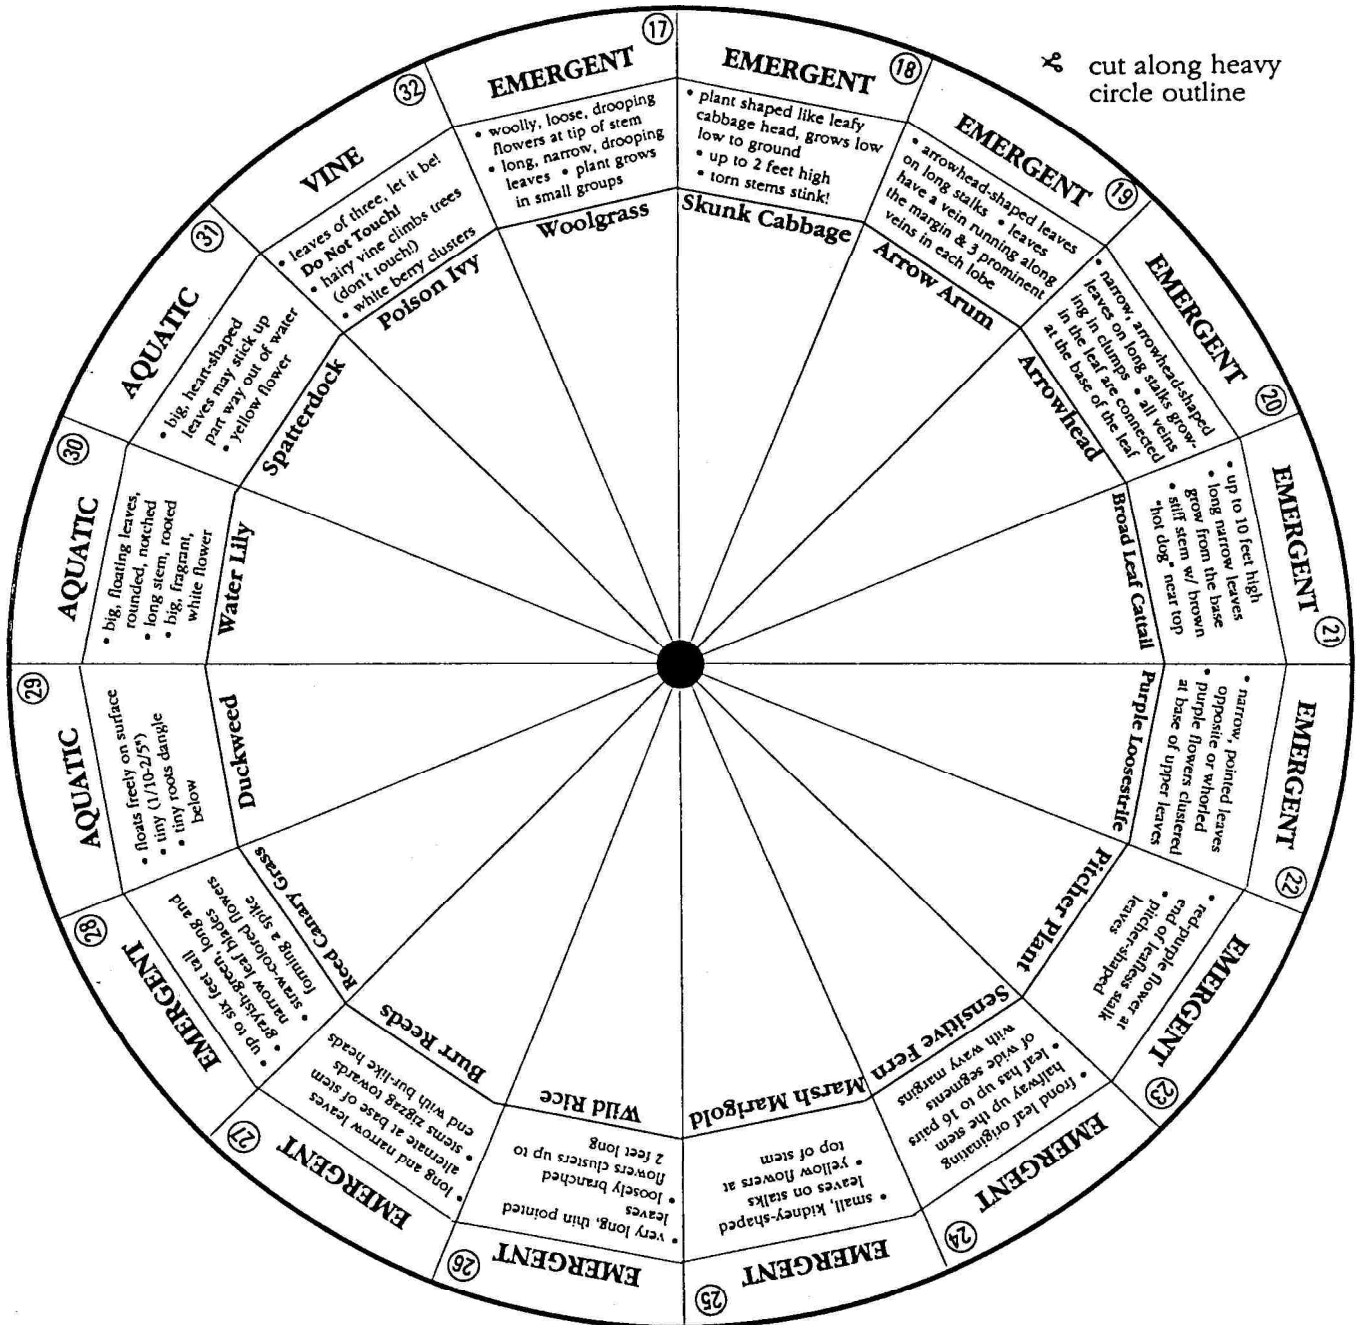 cut along heavy
circle outline
17
EMERGENT
• woolly, loose, drooping
flowers at tip of stem
• long, narrow, drooping
leaves • plant grows
in small groups
Woolgrass
18
EMERGENT
• plant shaped like leafy
cabbage head, grows low
low to ground
• up to 2 feet high
• torn stems stink!
Skunk Cabbage
19
EMERGENT
• arrowhead-shaped leaves
on long stalks • leaves
have a vein running along
the margin & 3 prominent
veins in each lobe
Arrow Arum
20
EMERGENT
• narrow, arrowhead-shaped
leaves on long stalks grow-
ing in clumps • all veins
in the leaf are connected
at the base of the leaf
Arrowhead
21
EMERGENT
• up to 10 feet high
• long narrow leaves
grow from the base
• stiff stem w/ brown
"hot dog" near top
Broad Leaf Cattail
22
EMERGENT
• narrow, pointed leaves
opposite or whorled
• purple flowers clustered
at base of upper leaves
Purple Loosestrife
23
EMERGENT
• red-purple flower at
end of leafless stalk
• pitcher-shaped
leaves
Pitcher Plant
24
EMERGENT
• frond leaf originating
halfway up the stem
• leaf has up to 16 pairs
of wide segments
with wavy margins
Sensitive Fern
25
EMERGENT
• small, kidney-shaped
leaves on stalks
• yellow flowers at
top of stem
Marsh Marigold
26
EMERGENT
• very long, thin pointed
leaves
• loosely branched
flowers clusters up to
2 feet long
Wild Rice
27
EMERGENT
• long and narrow leaves
alternate at base of stem
• stems zigzag towards
end with bur-like heads
Burr Reeds
28
EMERGENT
• up to six feet tall
• grayish-green, long and
narrow leaf blades
• straw-colored flowers
forming a spike
Reed Canary Grass
29
AQUATIC
• floats freely on surface
• tiny (1/10-2/5")
• tiny roots dangle
below
Duckweed
30
AQUATIC
• big, floating leaves,
rounded, notched
• long stem, rooted
• big, fragrant,
white flower
Water Lily
31
AQUATIC
• big, heart-shaped
leaves may stick up
part way out of water
• yellow flower
Spatterdock
32
VINE
• leaves of three, let it be!
Do Not Touch!
• hairy vine climbs trees
(don't touch!)
• white berry clusters
Poison Ivy